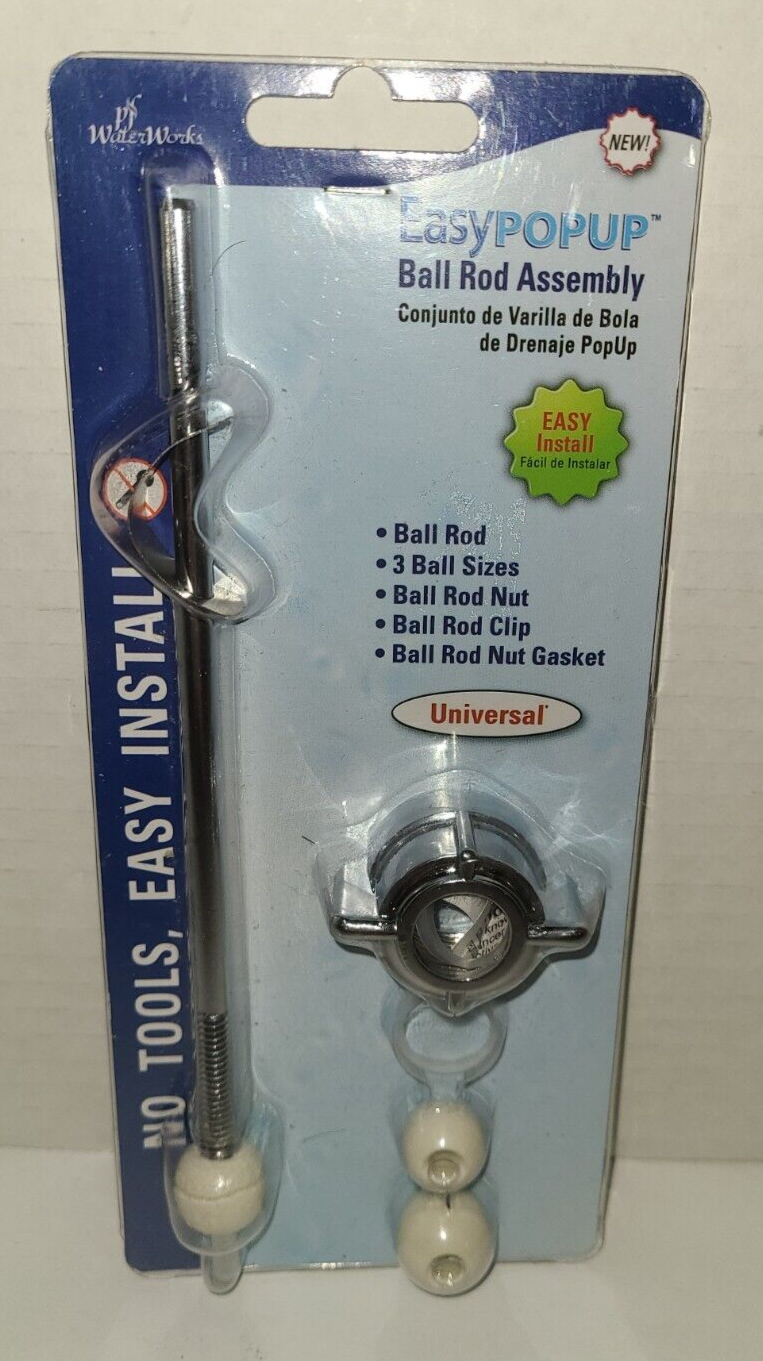 PF WaterWorks
NEW!
EasyPOPUP™
Ball Rod Assembly
Conjunto de Varilla de Bola
de Drenaje PopUp
EASY
Install
Fácil de Instalar
• Ball Rod
• 3 Ball Sizes
• Ball Rod Nut
• Ball Rod Clip
• Ball Rod Nut Gasket
Universal*
NO TOOLS, EASY INSTALL